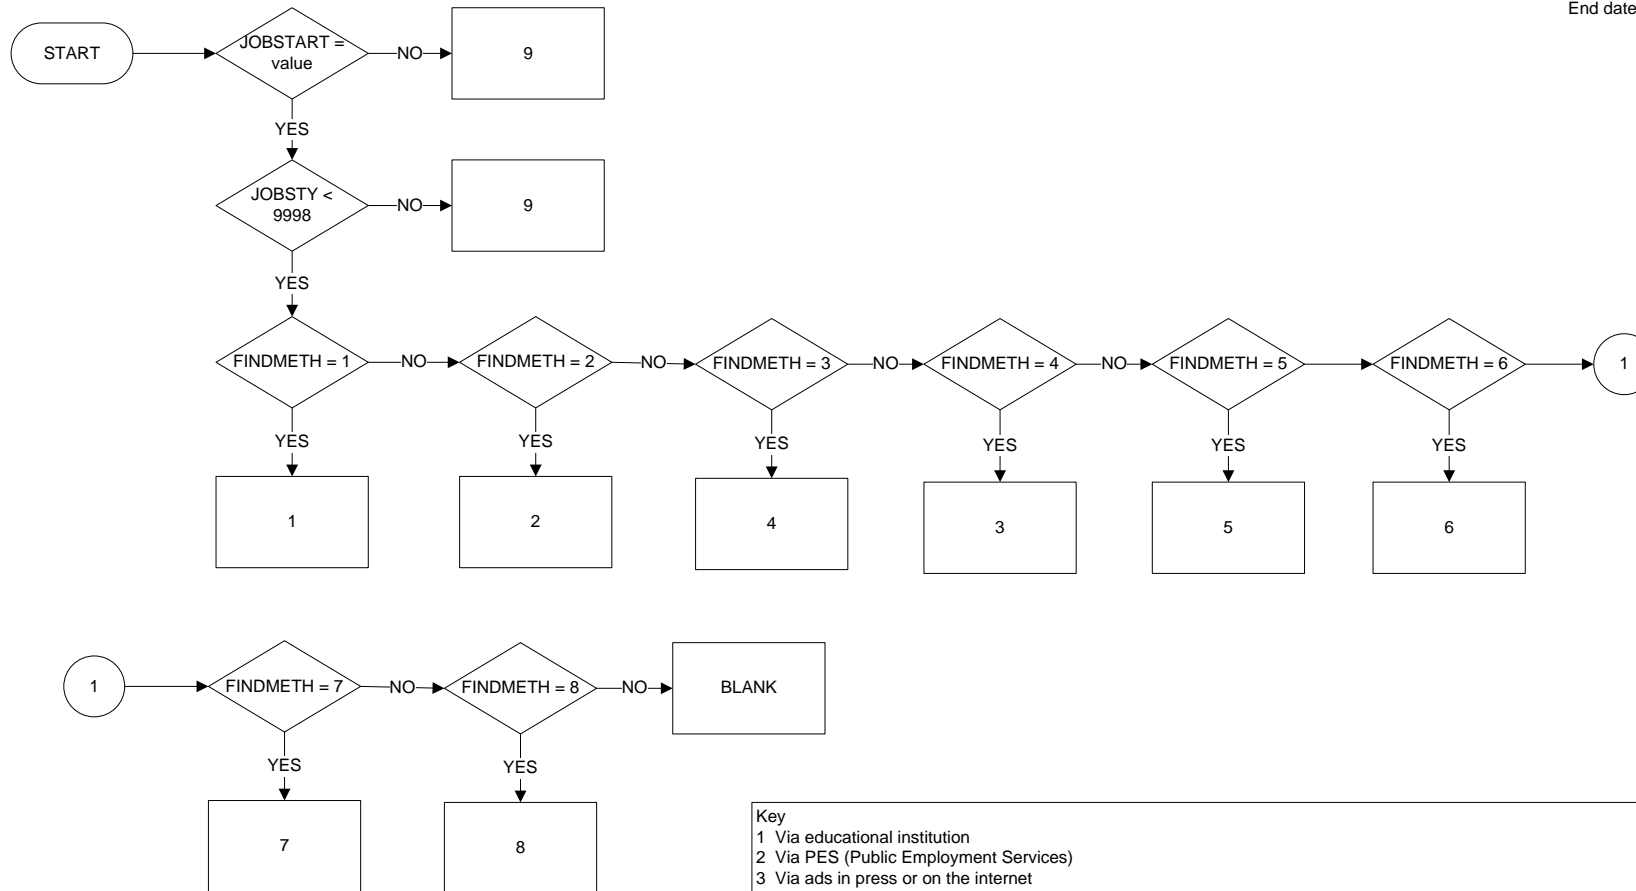 End date
START
JOBSTART =
value
NO
9
YES
JOBSTY <
9998
NO
9
YES
FINDMETH = 1
NO
FINDMETH = 2
NO
FINDMETH = 3
NO
FINDMETH = 4
NO
FINDMETH = 5
FINDMETH = 6
1
YES
YES
YES
YES
YES
YES
1
2
4
3
5
6
1
FINDMETH = 7
NO
FINDMETH = 8
NO
BLANK
YES
YES
7
8
Key
1 Via educational institution
2 Via PES (Public Employment Services)
3 Via ads in press or on the internet